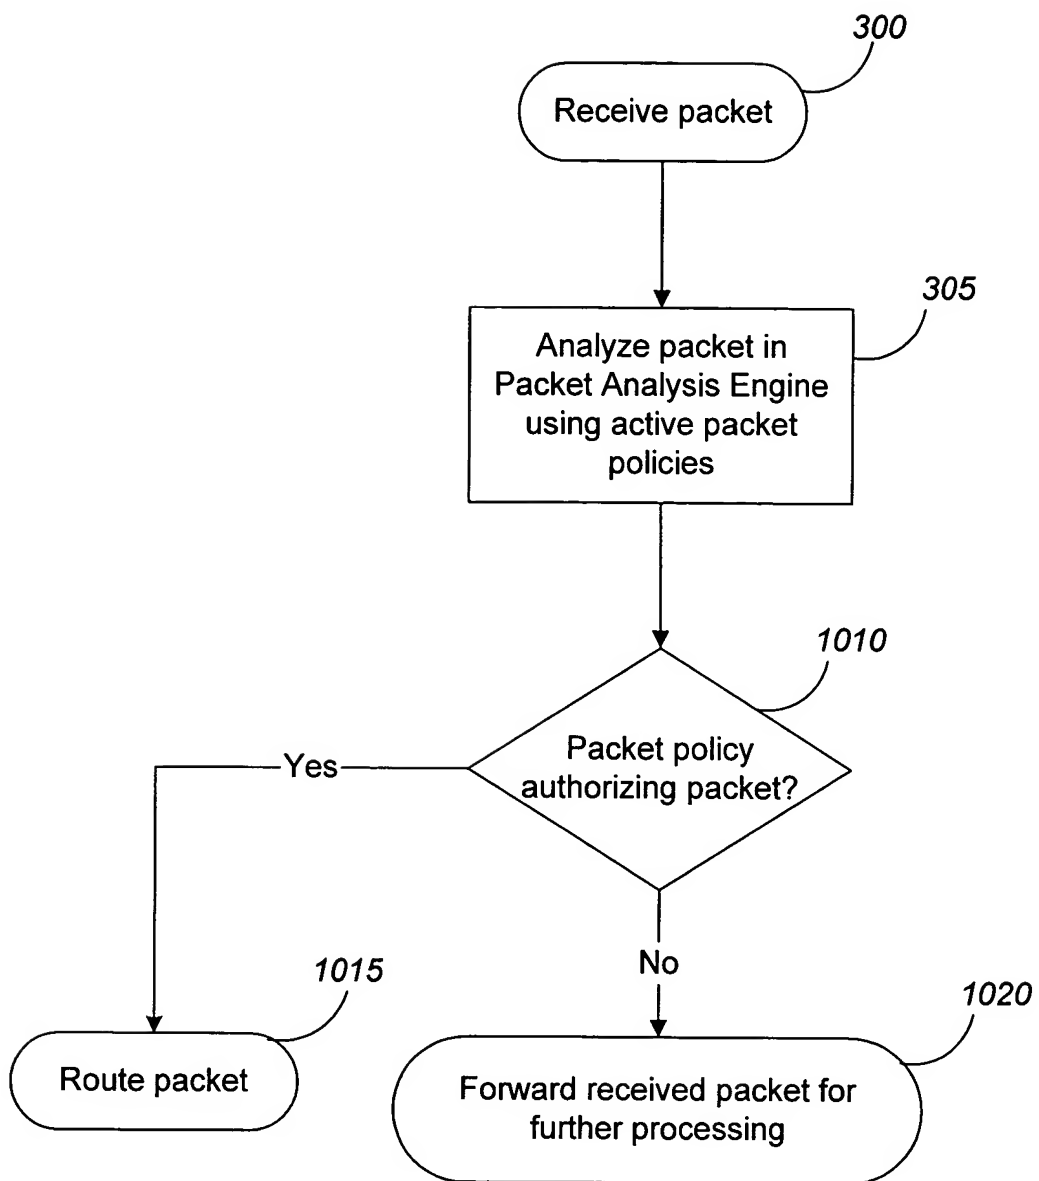 300
Receive packet
305
Analyze packet in
Packet Analysis Engine
using active packet
policies
1010
Packet policy
authorizing packet?
Yes
No
1015
Route packet
1020
Forward received packet for
further processing